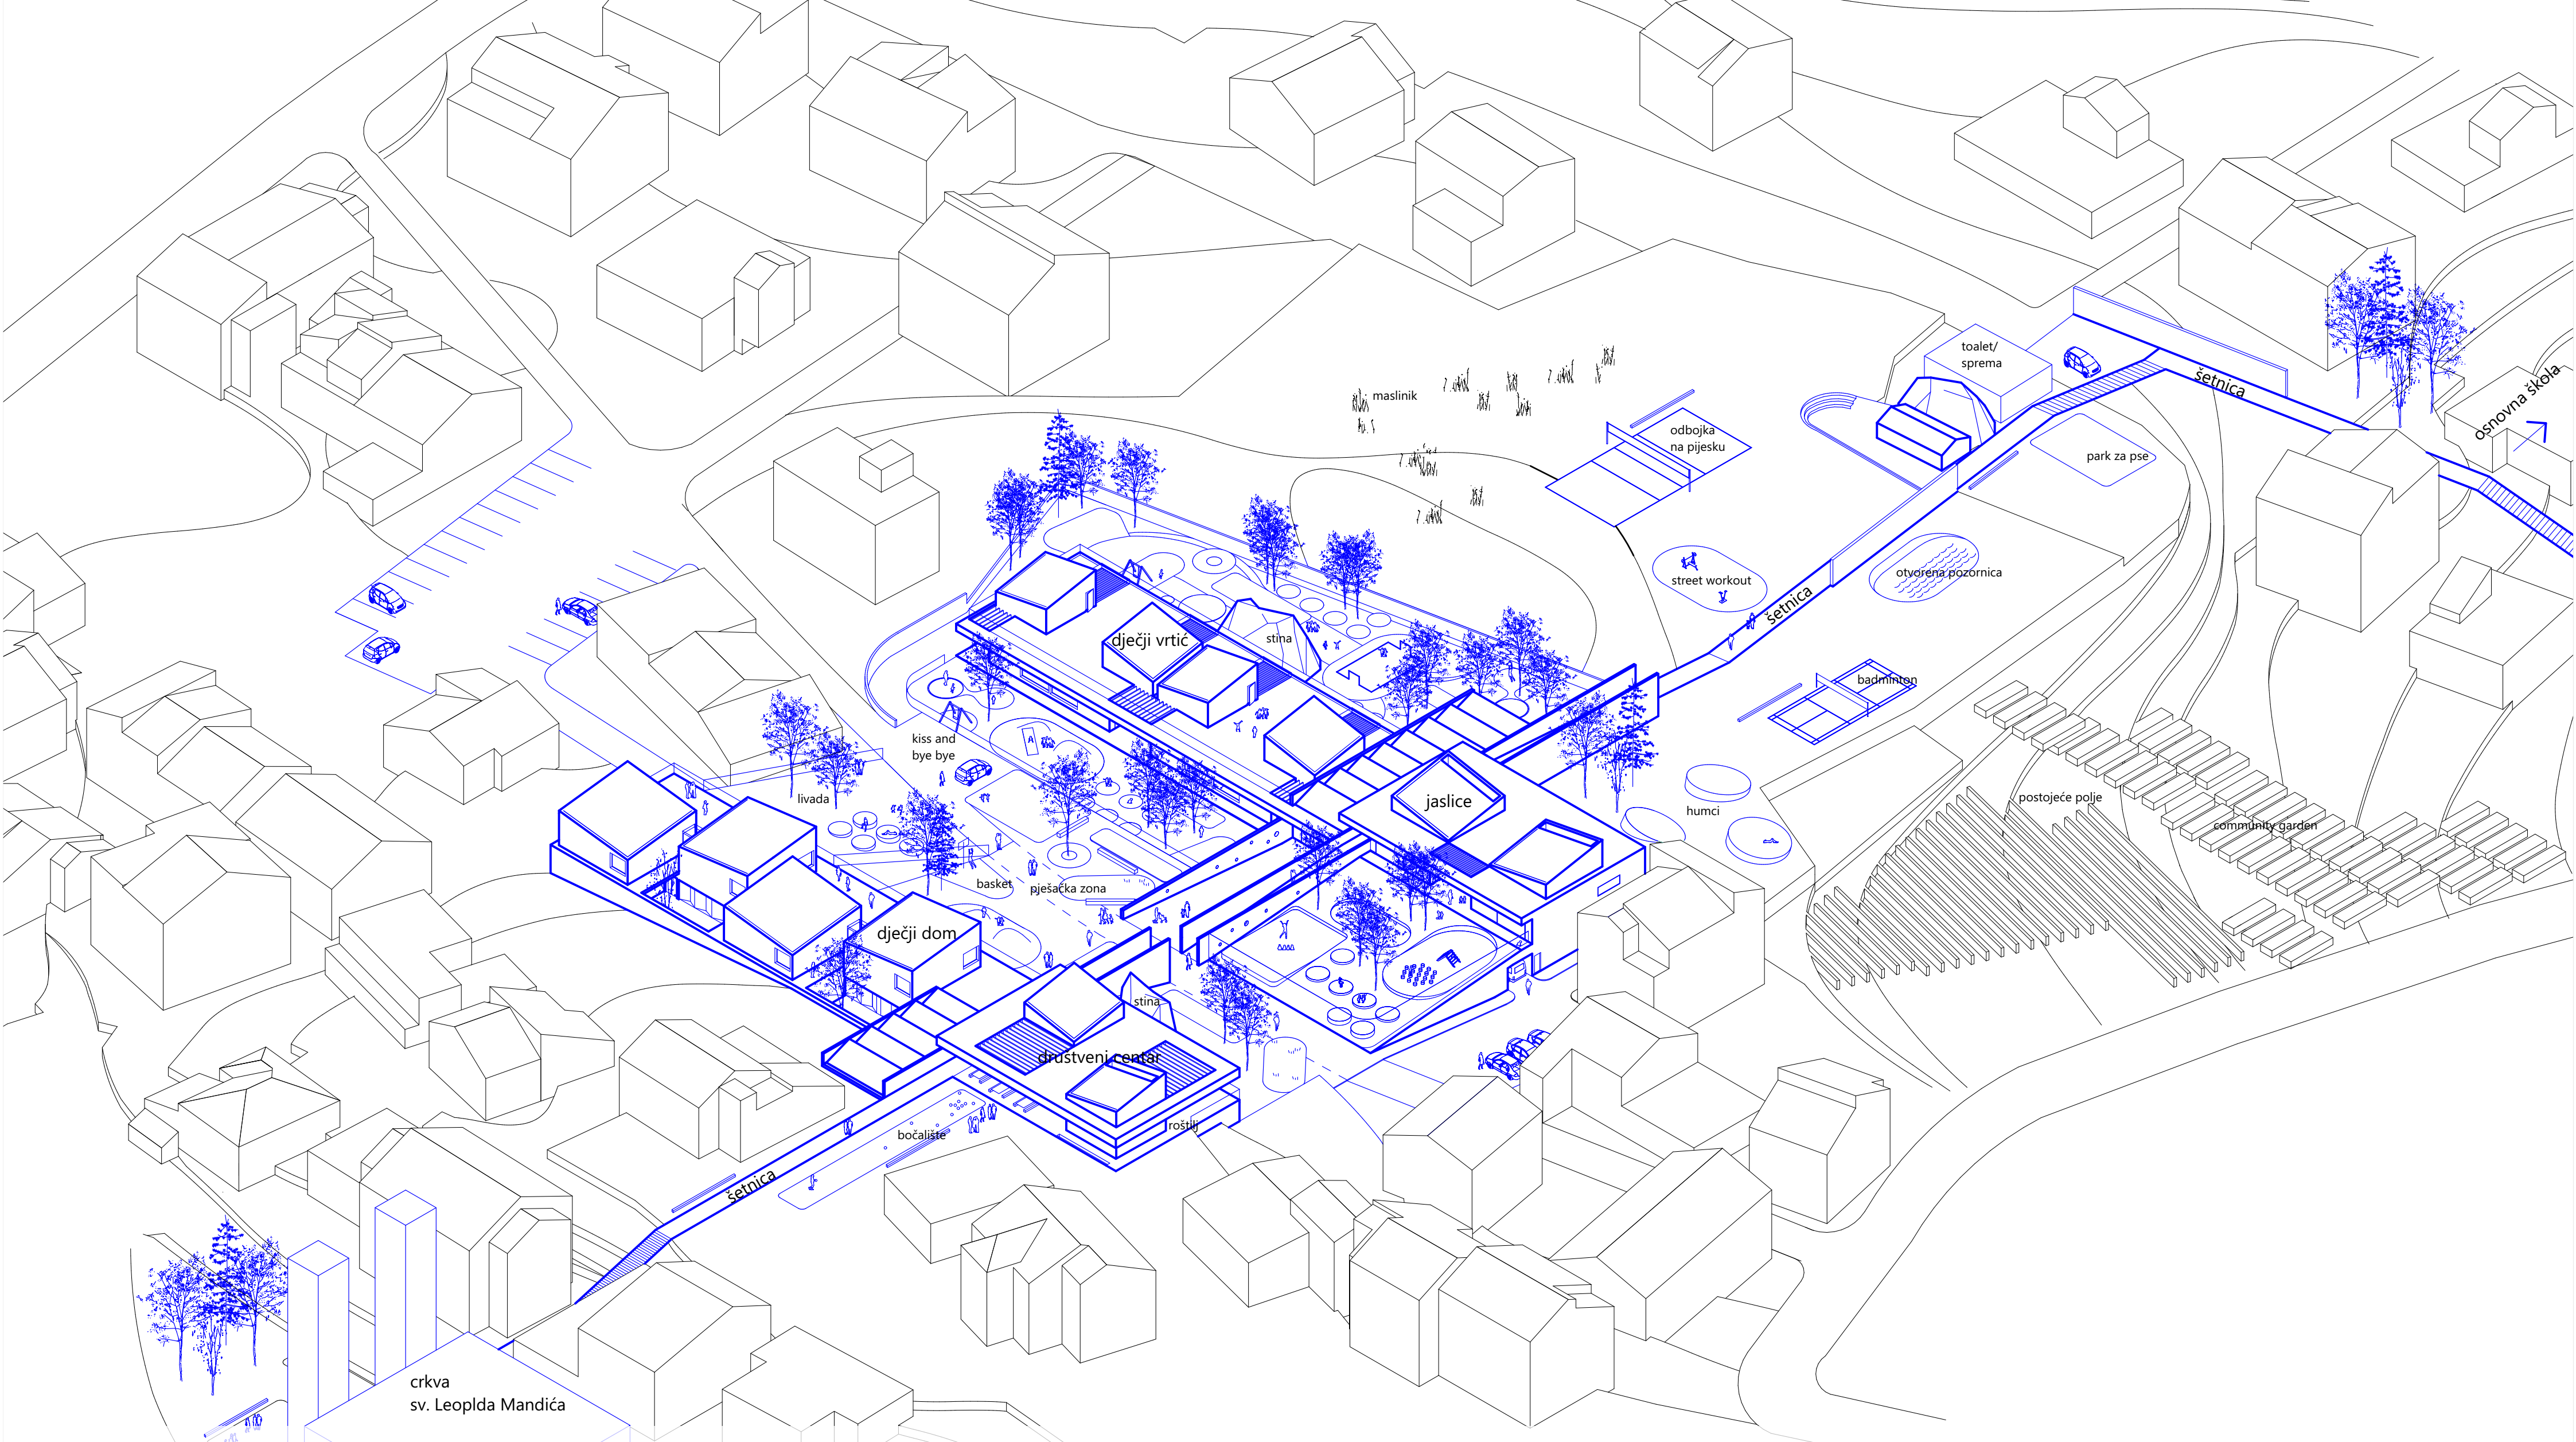 toalet/
sprema
šetnica
osnovna škola
maslinik
odbojka
na pijesku
park za pse
street workout
otvorena pozornica
šetnica
dječji vrtić
stina
badminton
kiss and
bye bye
livada
jaslice
humci
postojeće polje
community garden
basket
pješačka zona
dječji dom
stina
društveni centar
roštilj
bočalište
šetnica
crkva
sv. Leoplda Mandića